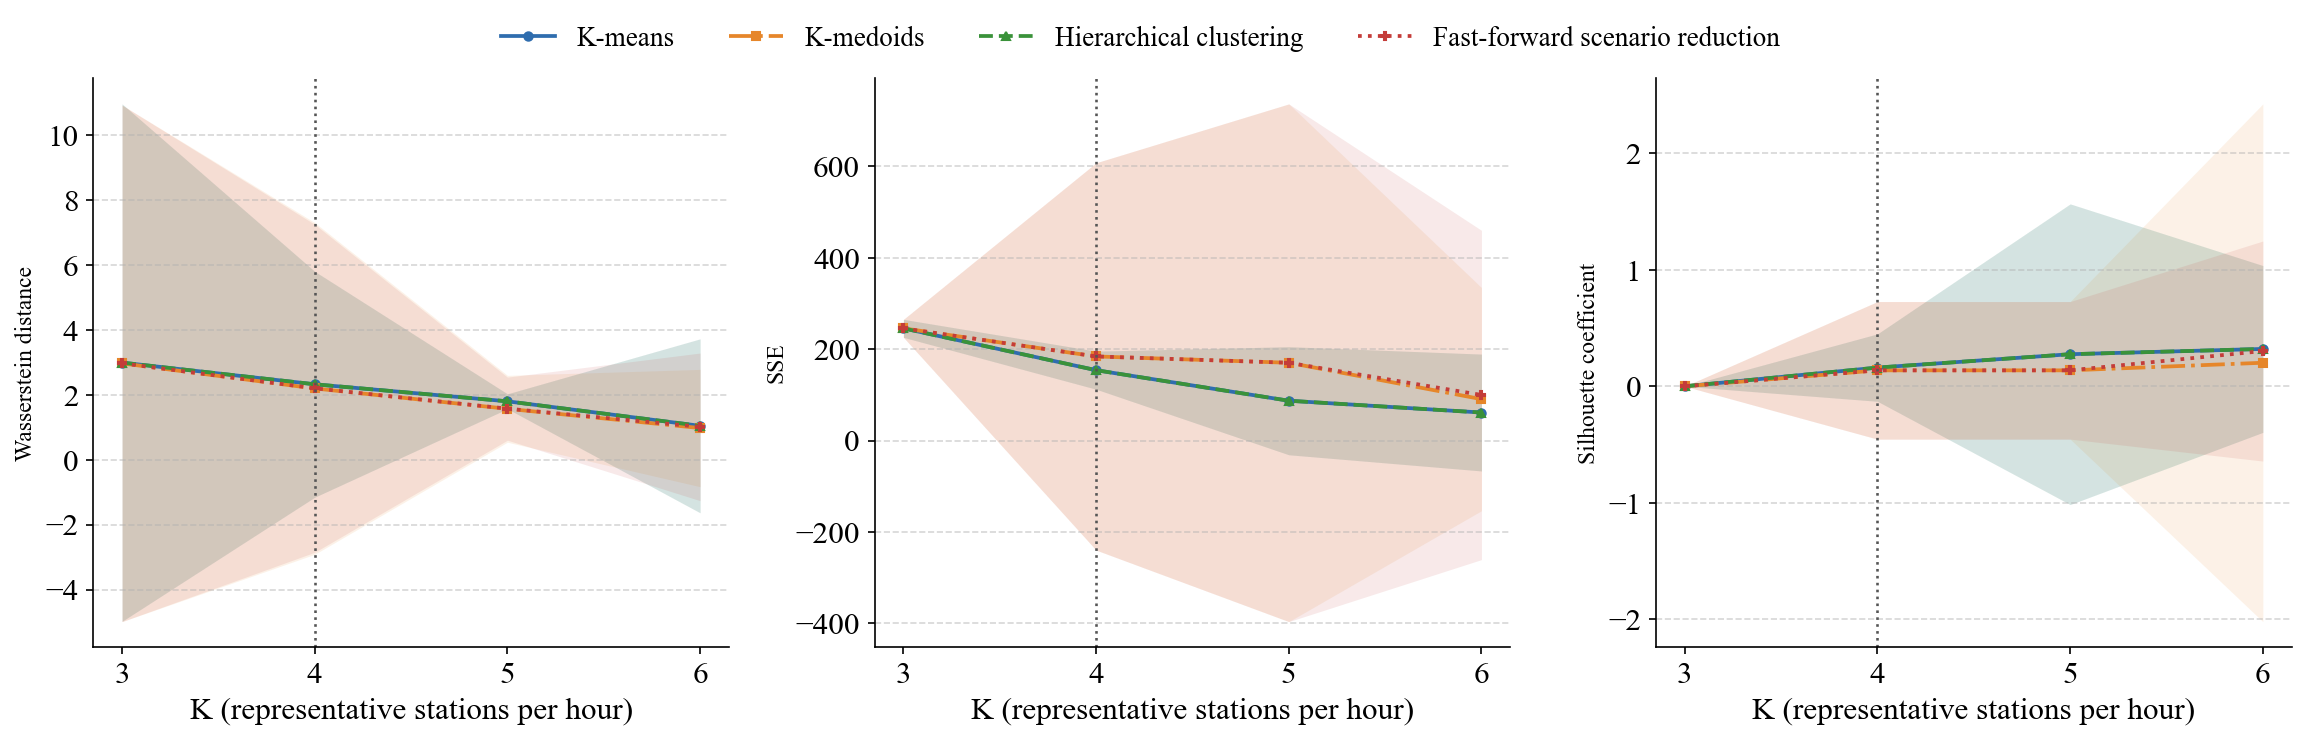 K-means K-medoids Hierarchical clustering Fast-forward scenario reduction
Wasserstein distance
10
8
6
4
2
0
−2
−4
3 4 5 6
K (representative stations per hour)
SSE
600
400
200
0
−200
−400
3 4 5 6
K (representative stations per hour)
Silhouette coefficient
2
1
0
−1
−2
3 4 5 6
K (representative stations per hour)